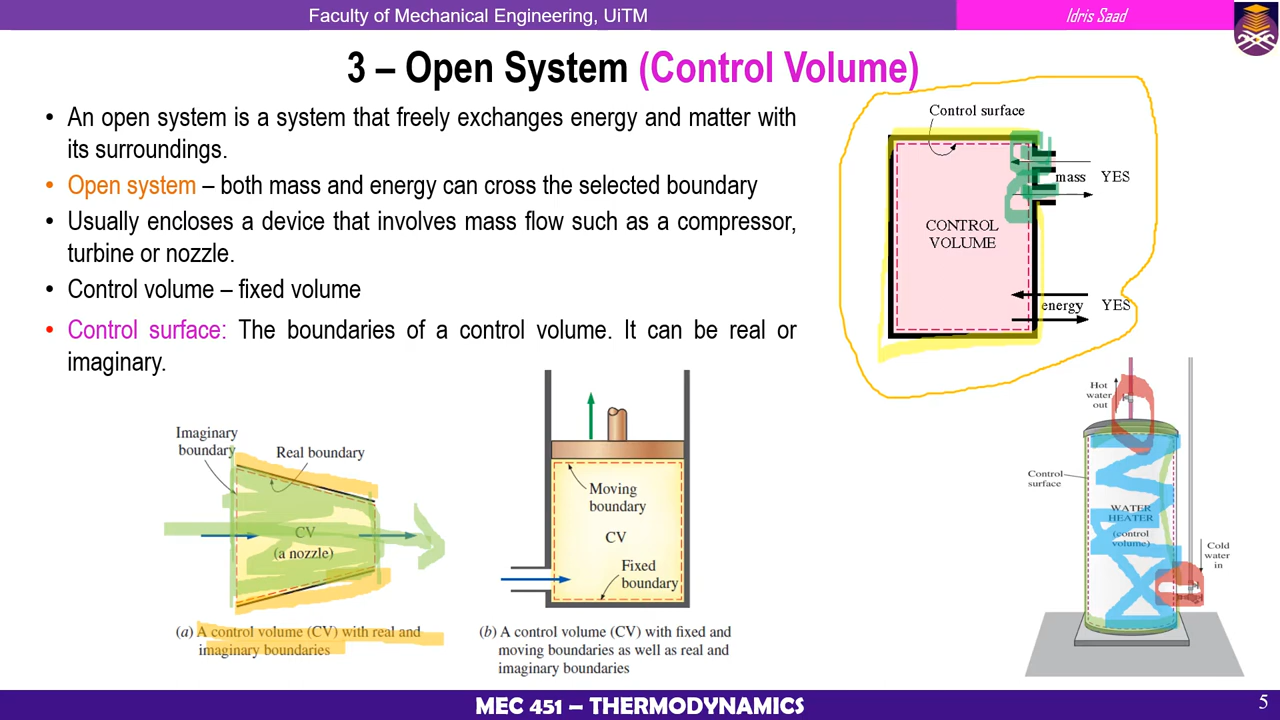 Faculty of Mechanical Engineering, UiTM
Idris Saad
3 – Open System (Control Volume)
• An open system is a system that freely exchanges energy and matter with
its surroundings.
• Open system – both mass and energy can cross the selected boundary
• Usually encloses a device that involves mass flow such as a compressor,
turbine or nozzle.
• Control volume – fixed volume
• Control surface: The boundaries of a control volume. It can be real or
imaginary.
Control surface
mass YES
CONTROL
VOLUME
energy YES
Imaginary
boundary
Real boundary
CV
(a nozzle)
(a) A control volume (CV) with real and
imaginary boundaries
Moving
boundary
CV
Fixed
boundary
(b) A control volume (CV) with fixed and
moving boundaries as well as real and
imaginary boundaries
Hot
water
out
Control
surface
WATER
HEATER
(control
volume)
Cold
water
in
MEC 451 – THERMODYNAMICS
5